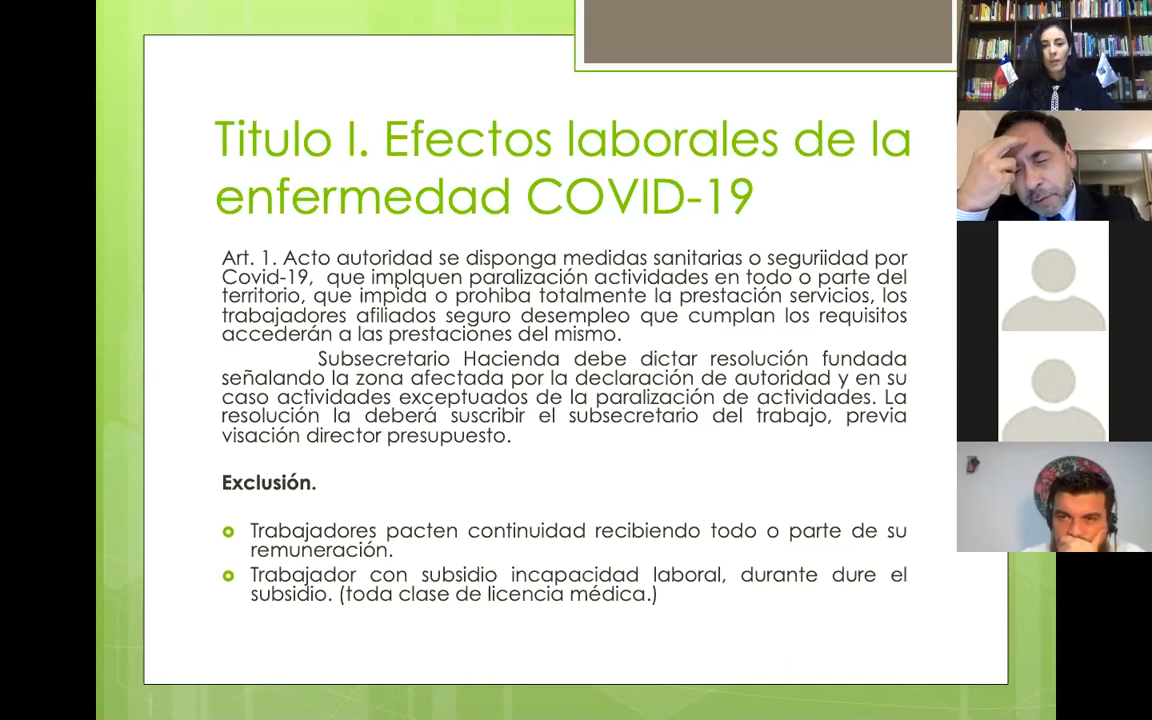 Titulo I. Efectos laborales de la
enfermedad COVID-19
Art. 1. Acto autoridad se disponga medidas sanitarias o seguriidad por
Covid-19, que implquen paralización actividades en todo o parte del
territorio, que impida o prohiba totalmente la prestación servicios, los
trabajadores afiliados seguro desempleo que cumplan los requisitos
accederán a las prestaciones del mismo.
Subsecretario Hacienda debe dictar resolución fundada
señalando la zona afectada por la declaración de autoridad y en su
caso actividades exceptuados de la paralización de actividades. La
resolución la deberá suscribir el subsecretario del trabajo, previa
visación director presupuesto.
Exclusión.
Trabajadores pacten continuidad recibiendo todo o parte de su
remuneración.
Trabajador con subsidio incapacidad laboral, durante dure el
subsidio. (toda clase de licencia médica.)